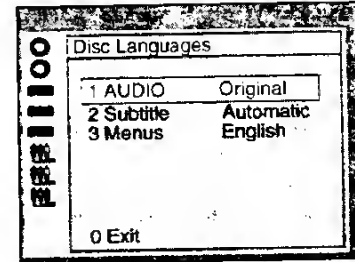 Disc Languages
1 AUDIO Original
2 Subtitle Automatic
3 Menus English
0 Exit